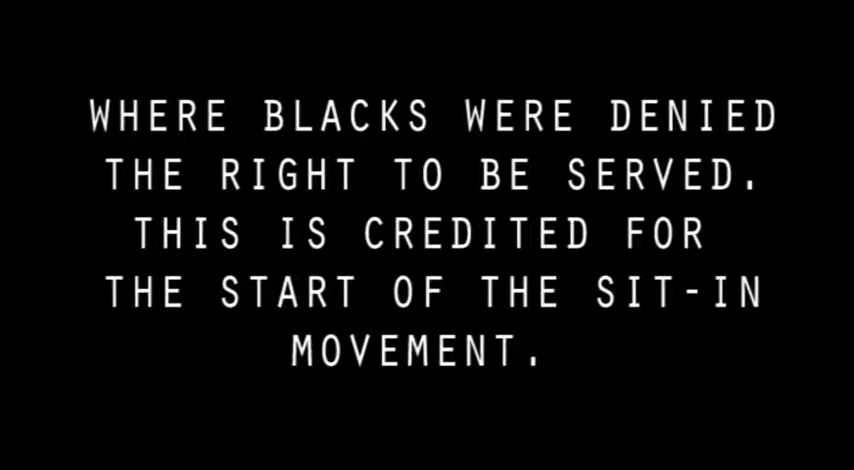 WHERE BLACKS WERE DENIED
THE RIGHT TO BE SERVED.
THIS IS CREDITED FOR
THE START OF THE SIT-IN
MOVEMENT.